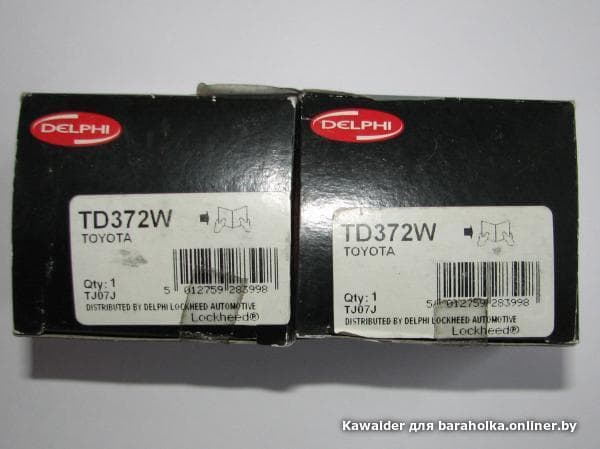 DELPHI
TD372W
TOYOTA
Qty: 1
TJ07J
5 012759 283998
DISTRIBUTED BY DELPHI LOCKHEED AUTOMOTIVE
Lockheed®
DELPHI
TD372W
TOYOTA
Qty: 1
TJ07J
5 012759 283998
DISTRIBUTED BY DELPHI LOCKHEED AUTOMOTIVE
Lockheed®
Kawaider для baraholka.onliner.by